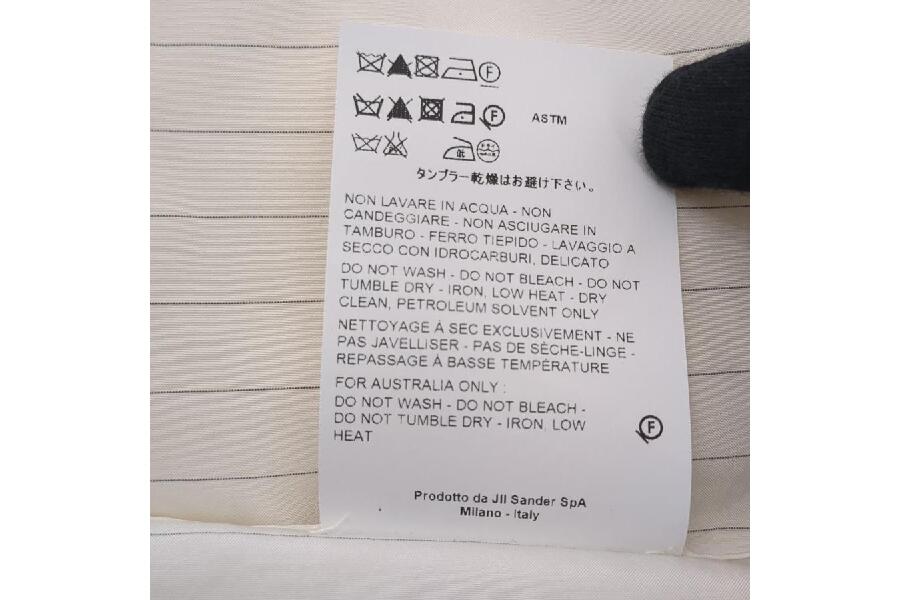 F
F ASTM
低 ドライ
タンブラー乾燥はお避け下さい。
NON LAVARE IN ACQUA - NON
CANDEGGIARE - NON ASCIUGARE IN
TAMBURO - FERRO TIEPIDO - LAVAGGIO A
SECCO CON IDROCARBURI, DELICATO
DO NOT WASH - DO NOT BLEACH - DO NOT
TUMBLE DRY - IRON, LOW HEAT - DRY
CLEAN, PETROLEUM SOLVENT ONLY
NETTOYAGE À SEC EXCLUSIVEMENT - NE
PAS JAVELLISER - PAS DE SÈCHE-LINGE -
REPASSAGE À BASSE TEMPÉRATURE
FOR AUSTRALIA ONLY :
DO NOT WASH - DO NOT BLEACH -
DO NOT TUMBLE DRY - IRON, LOW
HEAT
F
Prodotto da Jil Sander SpA
Milano - Italy